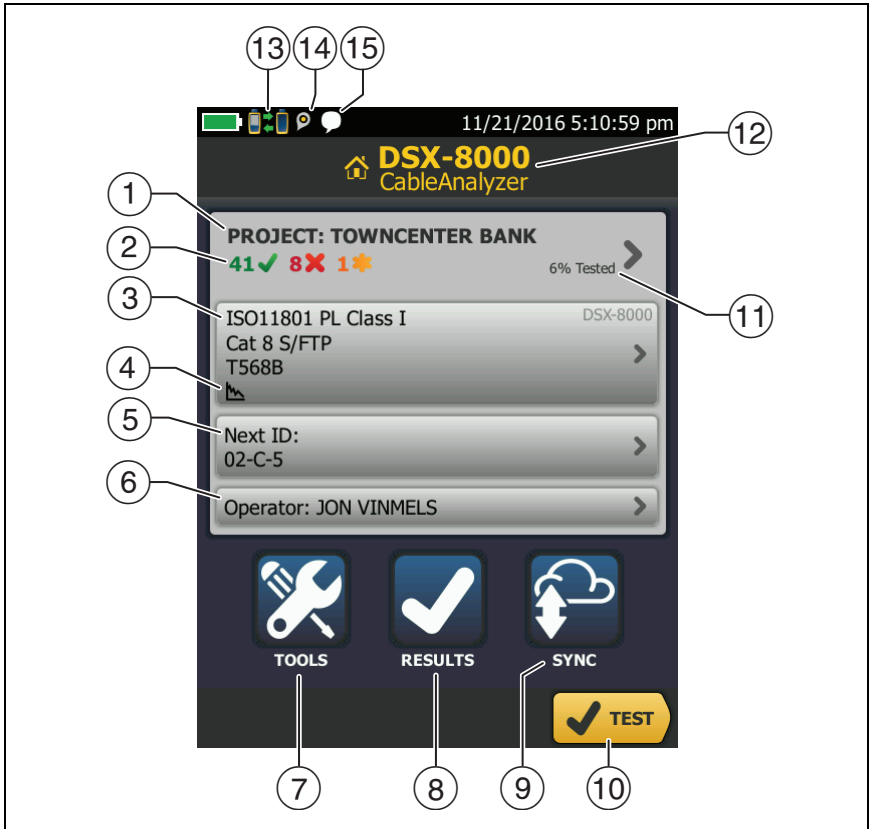 13 14 15
11/21/2016 5:10:59 pm
12
DSX-8000
CableAnalyzer
1
PROJECT: TOWNCENTER BANK
2
41 8 1
6% Tested
11
3
ISO11801 PL Class I
DSX-8000
Cat 8 S/FTP
T568B
4
5
Next ID:
02-C-5
6
Operator: JON VINMELS
TOOLS
RESULTS
SYNC
TEST
7
8
9
10